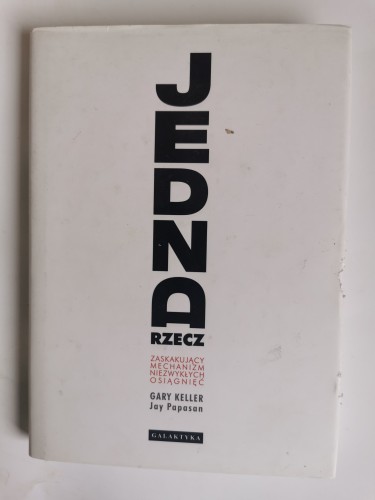 JEDNA
RZECZ
ZASKAKUJĄCY
MECHANIZM
NIEZWYKŁYCH
OSIĄGNIĘĆ
GARY KELLER
Jay Papasan
GALAKTYKA